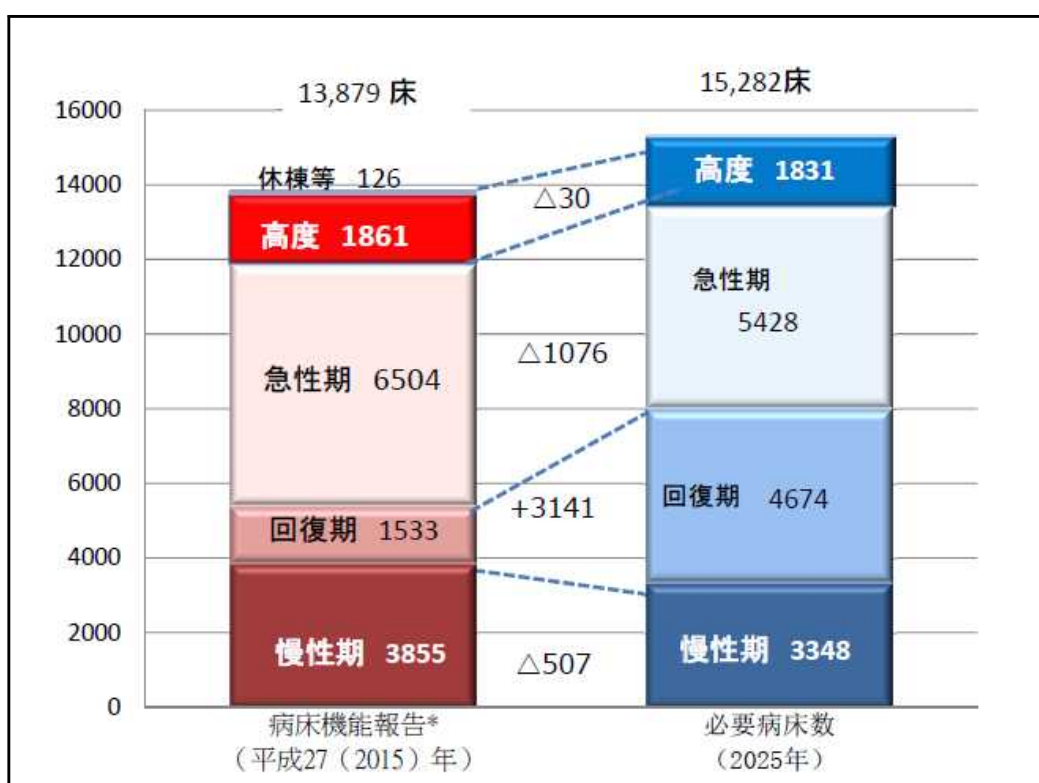 13,879 床
15,282床
16000
14000
12000
10000
8000
6000
4000
2000
0
休棟等 126
高度 1861
急性期 6504
回復期 1533
慢性期 3855
△30
△1076
+3141
△507
高度 1831
急性期
5428
回復期 4674
慢性期 3348
病床機能報告*
（平成27（2015）年）
必要病床数
（2025年）